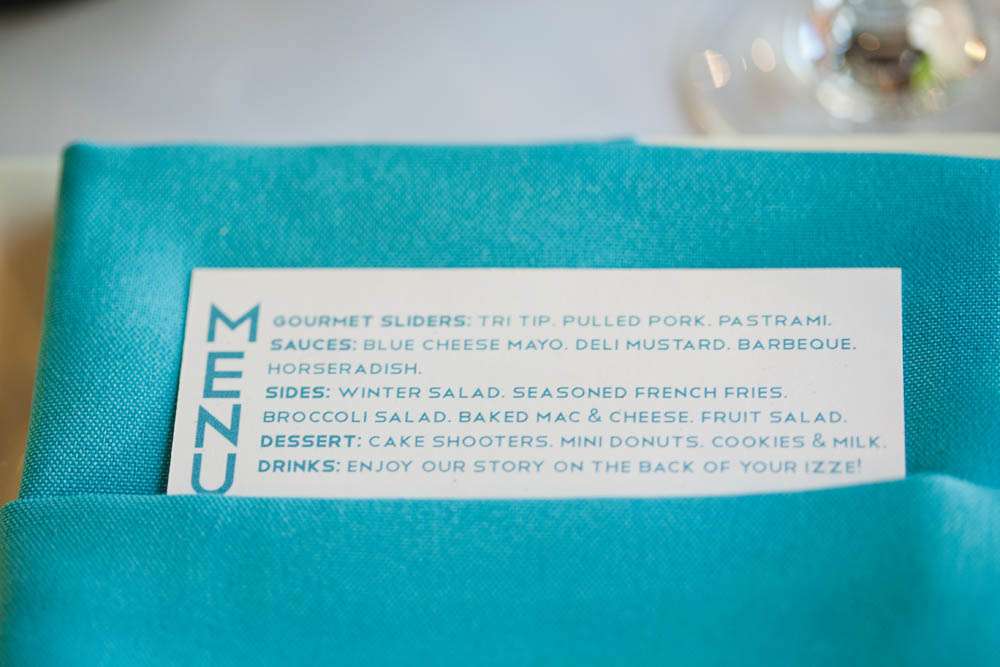 MENU
GOURMET SLIDERS: TRI TIP. PULLED PORK. PASTRAMI.
SAUCES: BLUE CHEESE MAYO. DELI MUSTARD. BARBEQUE.
HORSERADISH.
SIDES: WINTER SALAD. SEASONED FRENCH FRIES.
BROCCOLI SALAD. BAKED MAC & CHEESE. FRUIT SALAD.
DESSERT: CAKE SHOOTERS. MINI DONUTS. COOKIES & MILK.
DRINKS: ENJOY OUR STORY ON THE BACK OF YOUR IZZE!